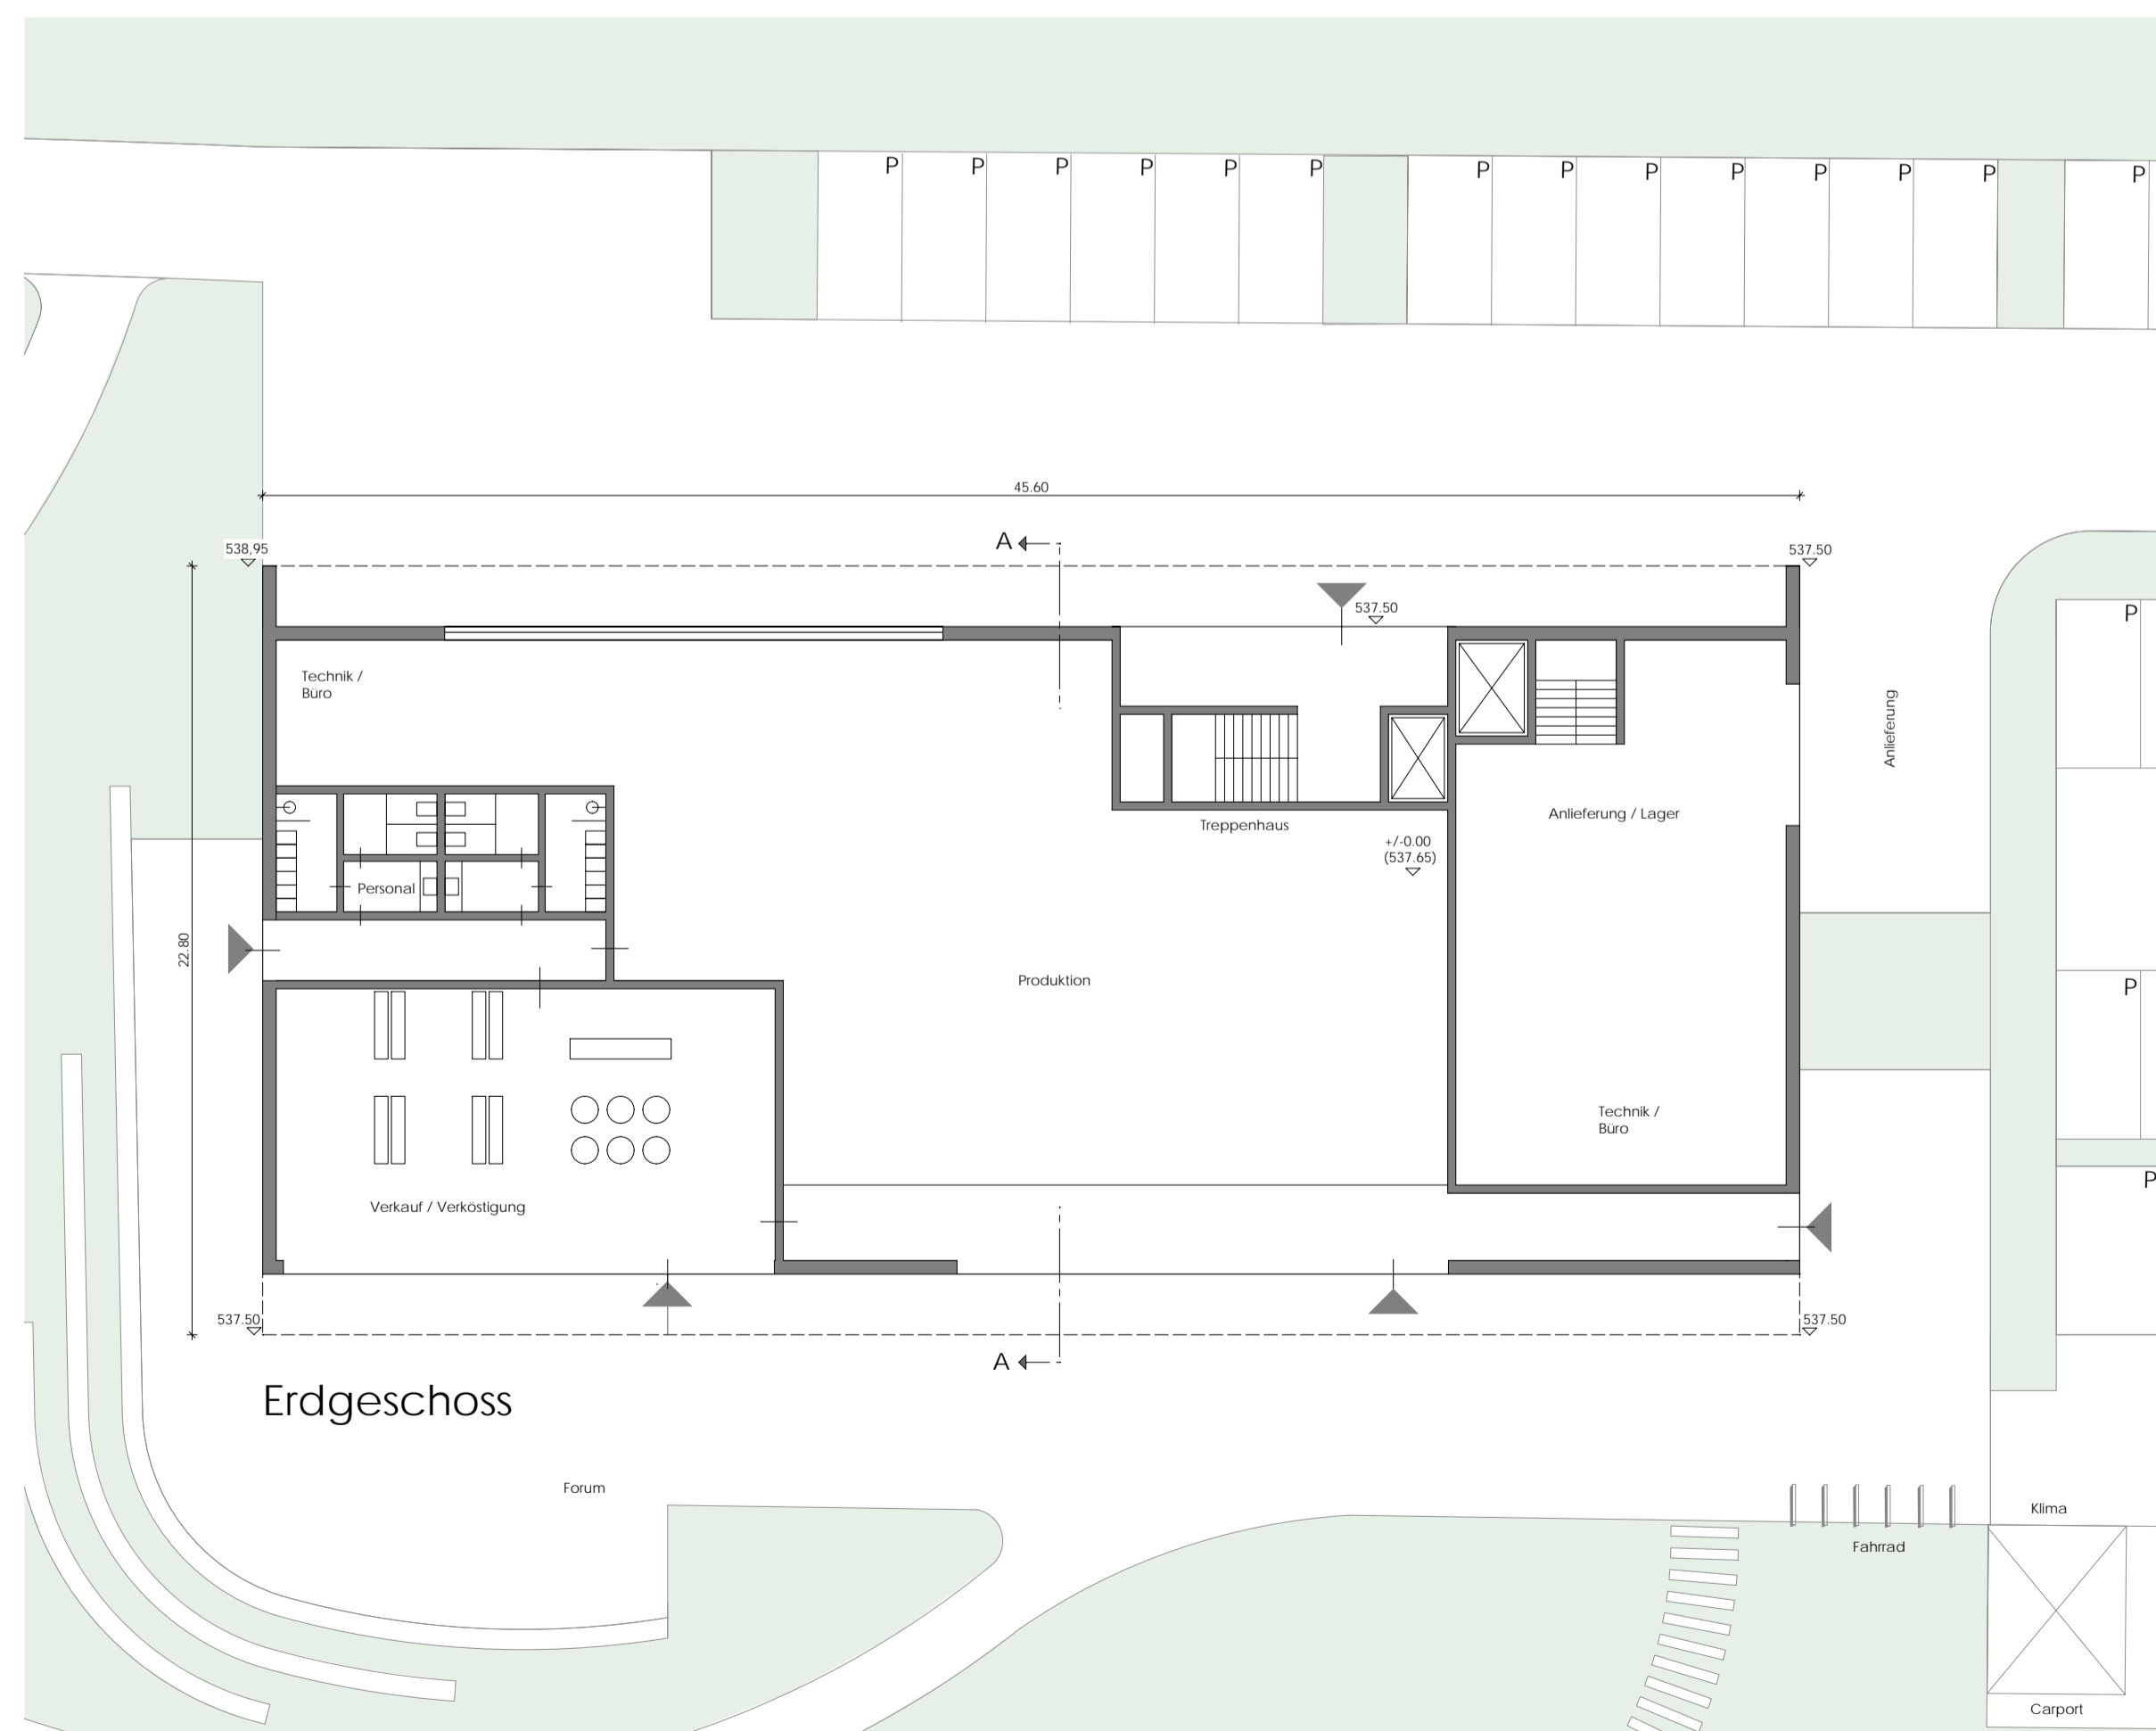 P P P P P P P P P P P P P P
45.60
A
538,95
537.50
537.50
P
Technik /
Büro
Anlieferung
Anlieferung / Lager
Treppenhaus
+/-0.00
(537.65)
Personal
22.80
Produktion
P
Technik /
Büro
P
Verkauf / Verköstigung
537.50
537.50
A
Erdgeschoss
Forum
Klima
Fahrrad
Carport